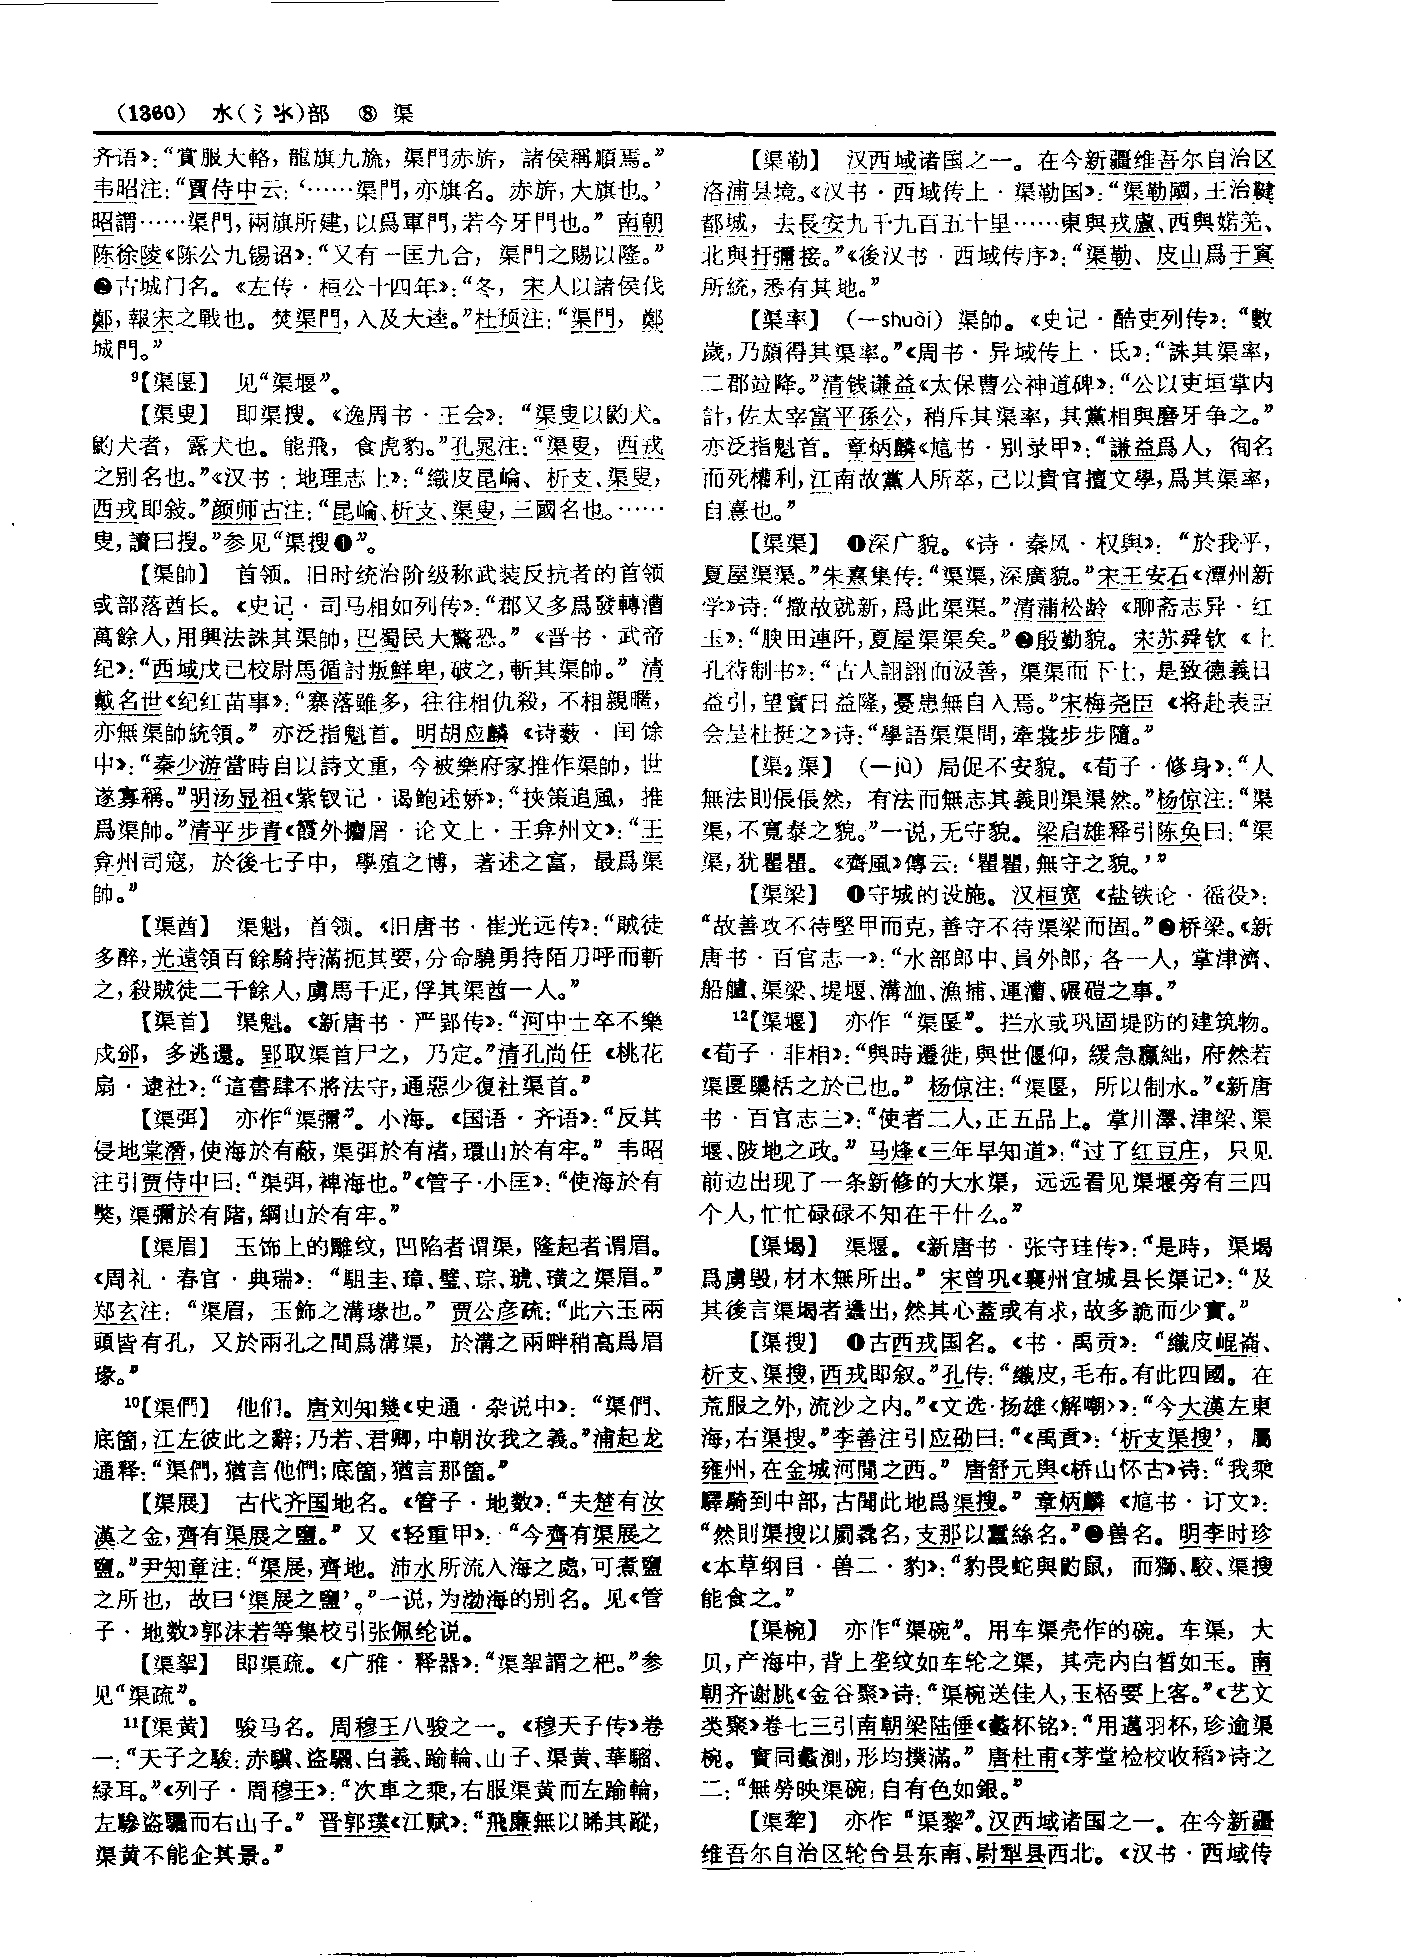 (1360) 水(氵氺)部 ⑧ 渠
齐语》:“賞服大輅，龍旗九旒，渠門赤旂，諸侯稱順焉。”
韦昭注:“賈侍中云:‘……渠門,亦旗名。赤旂,大旗也。’
昭謂……渠門,兩旗所建,以爲軍門,若今牙門也。”南朝
陈徐陵《陈公九锡诏》:“又有一匡九合，渠門之賜以隆。”
❷古城门名。《左传·桓公十四年》:“冬，宋人以諸侯伐
鄭,報宋之戰也。焚渠門,入及大逵。”杜预注:“渠門，鄭
城門。”
⁹【渠匽】 见“渠堰”。
【渠叟】 即渠搜。《逸周书·王会》:“渠叟以䶂犬。
䶂犬者，露犬也。能飛，食虎豹。”孔晁注:“渠叟，西戎
之别名也。”《汉书·地理志上》:“織皮昆崘、析支、渠叟，
西戎即敍。”颜师古注:“昆崘、析支、渠叟,三國名也。……
叟,讀曰搜。”参见“渠搜❶”。
【渠帥】 首领。旧时统治阶级称武装反抗者的首领
或部落酋长。《史记·司马相如列传》:“郡又多爲發轉漕
萬餘人,用興法誅其渠帥,巴蜀民大驚恐。”《晋书·武帝
纪》:“西域戊己校尉馬循討叛鮮卑,破之,斬其渠帥。”清
戴名世《纪红苗事》:“寨落雖多，往往相仇殺，不相親暱，
亦無渠帥統領。”亦泛指魁首。明胡应麟《诗薮·闰馀
中》:“秦少游當時自以詩文重，今被樂府家推作渠帥，世
遂寡稱。”明汤显祖《紫钗记·谒鲍述娇》:“挾策追風，推
爲渠帥。”清平步青《霞外攟屑·论文上·王弇州文》:“王
弇州司寇，於後七子中，學殖之博，著述之富，最爲渠
帥。”
【渠酋】 渠魁，首领。《旧唐书·崔光远传》:“賊徒
多醉,光遠領百餘騎持滿扼其要,分命驍勇持陌刀呼而斬
之,殺賊徒二千餘人,虜馬千疋,俘其渠酋一人。”
【渠首】 渠魁。《新唐书·严郢传》:“河中士卒不樂
戍邠，多逃還。郢取渠首尸之，乃定。”清孔尚任《桃花
扇·逮社》:“這書肆不將法守,通惡少復社渠首。”
【渠弭】 亦作“渠彌”。小海。《国语·齐语》:“反其
侵地棠潛,使海於有蔽,渠弭於有渚,環山於有牢。”韦昭
注引贾侍中曰:“渠弭,裨海也。”《管子·小匡》:“使海於有
獘,渠彌於有陼,綱山於有牢。”
【渠眉】 玉饰上的雕纹，凹陷者谓渠，隆起者谓眉。
《周礼·春官·典瑞》:“駔圭、璋、璧、琮、琥、璜之渠眉。”
郑玄注:“渠眉，玉飾之溝瑑也。”贾公彦疏:“此六玉兩
頭皆有孔，又於兩孔之間爲溝渠，於溝之兩畔稍高爲眉
瑑。”
¹⁰【渠們】 他们。唐刘知幾《史通·杂说中》:“渠們、
底箇,江左彼此之辭;乃若、君卿,中朝汝我之義。”浦起龙
通释:“渠們,猶言他們;底箇,猶言那箇。”
【渠展】 古代齐国地名。《管子·地数》:“夫楚有汝
漢之金,齊有渠展之鹽。”又《轻重甲》:“今齊有渠展之
鹽。”尹知章注:“渠展,齊地。沛水所流入海之處,可煮鹽
之所也，故曰‘渠展之鹽’。”一说,为渤海的别名。见《管
子·地数》郭沫若等集校引张佩纶说。
【渠挐】 即渠疏。《广雅·释器》:“渠挐謂之杷。”参
见“渠疏”。
¹¹【渠黄】 骏马名。周穆王八骏之一。《穆天子传》卷
一:“天子之駿:赤驥、盜驪、白義、踰輪、山子、渠黄、華騮、
緑耳。”《列子·周穆王》:“次車之乘,右服渠黄而左踰輪，
左驂盜驪而右山子。”晋郭璞《江赋》:“飛廉無以睎其蹤，
渠黄不能企其景。”
【渠勒】 汉西域诸国之一。在今新疆维吾尔自治区
洛浦县境。《汉书·西域传上·渠勒国》:“渠勒國,王治鞬
都城，去長安九千九百五十里……東與戎盧、西與婼羌、
北與扜彌接。”《後汉书·西域传序》:“渠勒、皮山爲于窴
所統,悉有其地。”
【渠率】 (—shuài) 渠帥。《史记·酷吏列传》:“數
歲,乃頗得其渠率。”《周书·异域传上·氐》:“誅其渠率，
二郡竝降。”清钱谦益《太保曹公神道碑》:“公以吏垣掌内
計,佐太宰富平孫公，稍斥其渠率，其黨相與磨牙争之。”
亦泛指魁首。章炳麟《訄书·别录甲》:“謙益爲人，徇名
而死權利,江南故黨人所萃,己以貴官擅文學,爲其渠率，
自憙也。”
【渠渠】 ❶深广貌。《诗·秦风·权舆》:“於我乎，
夏屋渠渠。”朱熹集传:“渠渠,深廣貌。”宋王安石《潭州新
学》诗:“撤故就新,爲此渠渠。”清蒲松龄《聊斋志异·红
玉》:“腴田連阡,夏屋渠渠矣。”❷殷勤貌。宋苏舜钦《上
孔待制书》:“古人詡詡而汲善，渠渠而下士，是致德義日
益引,望實日益隆,憂患無自入焉。”宋梅尧臣《将赴表臣
会呈杜挺之》诗:“學語渠渠問,牽裳步步隨。”
【渠₂渠】 (—jù) 局促不安貌。《荀子·修身》:“人
無法則倀倀然，有法而無志其義則渠渠然。”杨倞注:“渠
渠,不寬泰之貌。”一说,无守貌。梁启雄释引陈奂曰:“渠
渠,犹瞿瞿。《齊風》傳云:‘瞿瞿,無守之貌。’”
【渠梁】 ❶守城的设施。汉桓宽《盐铁论·徭役》:
“故善攻不待堅甲而克,善守不待渠梁而固。”❷桥梁。《新
唐书·百官志一》:“水部郎中、員外郎，各一人，掌津濟、
船艫、渠梁、堤堰、溝洫、漁捕、運漕、碾磑之事。”
¹²【渠堰】 亦作“渠匽”。拦水或巩固堤防的建筑物。
《荀子·非相》:“與時遷徙,與世偃仰，緩急嬴絀，府然若
渠匽檃栝之於己也。”杨倞注:“渠匽，所以制水。”《新唐
书·百官志三》:“使者二人,正五品上。掌川澤、津梁、渠
堰、陂地之政。”马烽《三年早知道》:“过了红豆庄，只见
前边出现了一条新修的大水渠，远远看见渠堰旁有三四
个人,忙忙碌碌不知在干什么。”
【渠堨】 渠堰。《新唐书·张守珪传》:“是時，渠堨
爲虜毁,材木無所出。”宋曾巩《襄州宜城县长渠记》:“及
其後言渠堨者蠭出,然其心蓋或有求,故多詭而少實。”
【渠搜】 ❶古西戎国名。《书·禹贡》:“織皮崐崙、
析支、渠搜,西戎即叙。”孔传:“織皮,毛布。有此四國。在
荒服之外,流沙之内。”《文选·扬雄〈解嘲〉》:“今大漢左東
海,右渠搜。”李善注引应劭曰:“《禹貢》:‘析支渠搜’，屬
雍州,在金城河間之西。”唐舒元舆《桥山怀古》诗:“我乘
驛騎到中部,古聞此地爲渠搜。”章炳麟《訄书·订文》:
“然則渠搜以罽毳名,支那以蠶絲名。”❷兽名。明李时珍
《本草纲目·兽二·豹》:“豹畏蛇與䶂鼠，而獅、駮、渠搜
能食之。”
【渠椀】 亦作“渠碗”。用车渠壳作的碗。车渠，大
贝,产海中,背上垄纹如车轮之渠，其壳内白皙如玉。南
朝齐谢朓《金谷聚》诗:“渠椀送佳人,玉桮要上客。”《艺文
类聚》卷七三引南朝梁陆倕《蠡杯铭》:“用邁羽杯,珍逾渠
椀。實同蠡測,形均撲滿。”唐杜甫《茅堂检校收稻》诗之
二:“無勞映渠碗,自有色如銀。”
【渠犂】 亦作“渠黎”。汉西域诸国之一。在今新疆
维吾尔自治区轮台县东南、尉犁县西北。《汉书·西域传